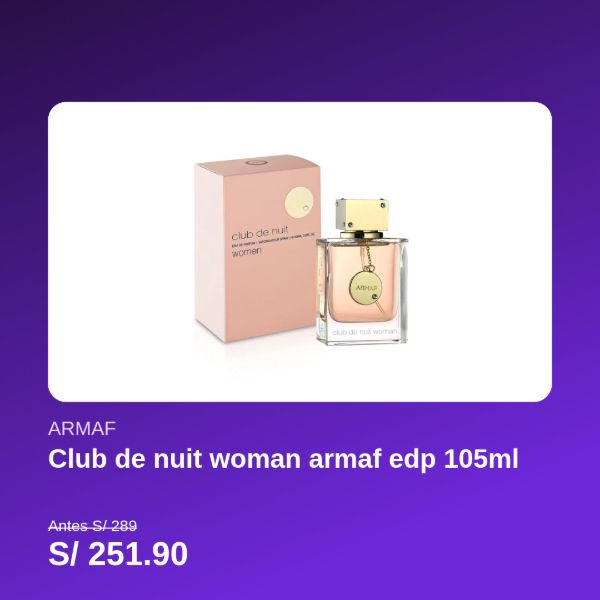 club de nuit
women
ARMAF
club de nuit woman
ARMAF
Club de nuit woman armaf edp 105ml
Antes S/ 289
S/ 251.90